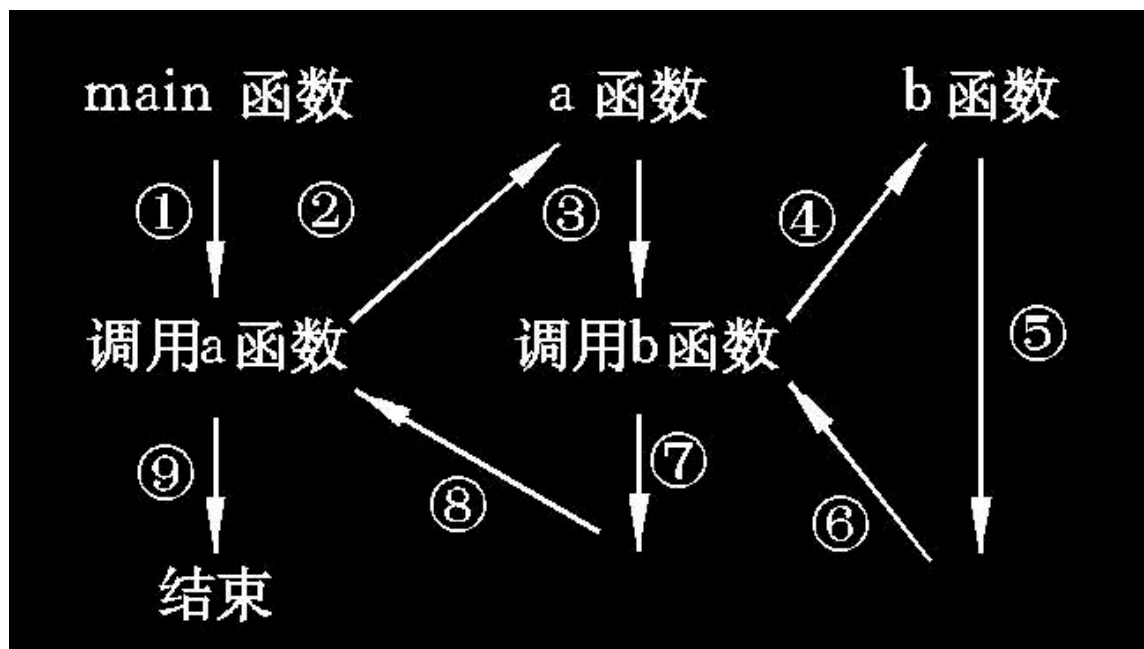 main 函数 a 函数 b 函数
① ② ③ ④
调用a函数 调用b函数 ⑤
⑨ ⑧ ⑦ ⑥
结束